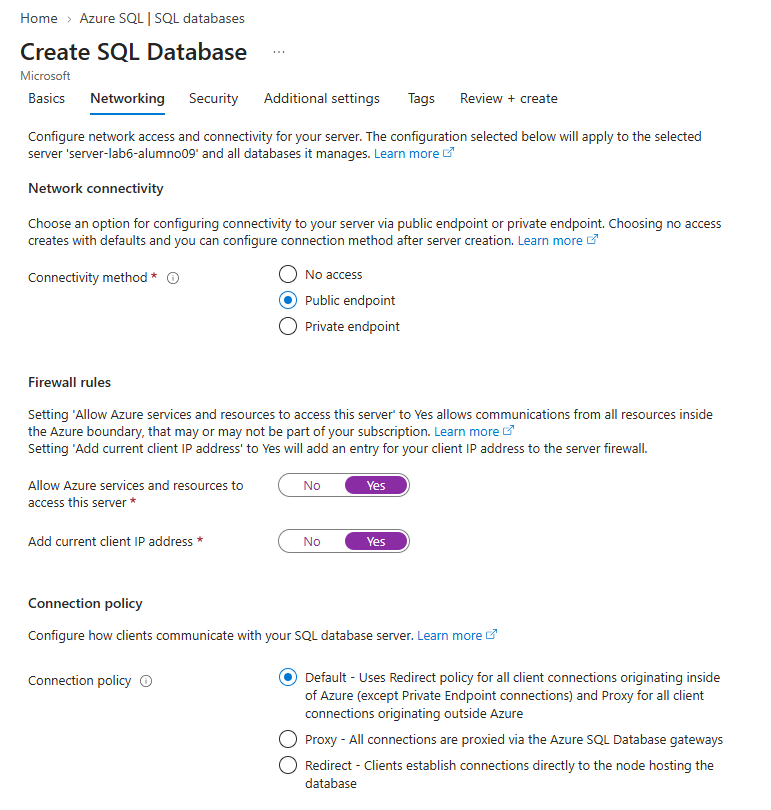 Home > Azure SQL | SQL databases
Create SQL Database ...
Microsoft
Basics Networking Security Additional settings Tags Review + create
Configure network access and connectivity for your server. The configuration selected below will apply to the selected
server 'server-lab6-alumno09' and all databases it manages. Learn more
Network connectivity
Choose an option for configuring connectivity to your server via public endpoint or private endpoint. Choosing no access
creates with defaults and you can configure connection method after server creation. Learn more
Connectivity method *
No access
Public endpoint
Private endpoint
Firewall rules
Setting 'Allow Azure services and resources to access this server' to Yes allows communications from all resources inside
the Azure boundary, that may or may not be part of your subscription. Learn more
Setting 'Add current client IP address' to Yes will add an entry for your client IP address to the server firewall.
Allow Azure services and resources to
access this server *
No Yes
Add current client IP address *
No Yes
Connection policy
Configure how clients communicate with your SQL database server. Learn more
Connection policy
Default - Uses Redirect policy for all client connections originating inside
of Azure (except Private Endpoint connections) and Proxy for all client
connections originating outside Azure
Proxy - All connections are proxied via the Azure SQL Database gateways
Redirect - Clients establish connections directly to the node hosting the
database